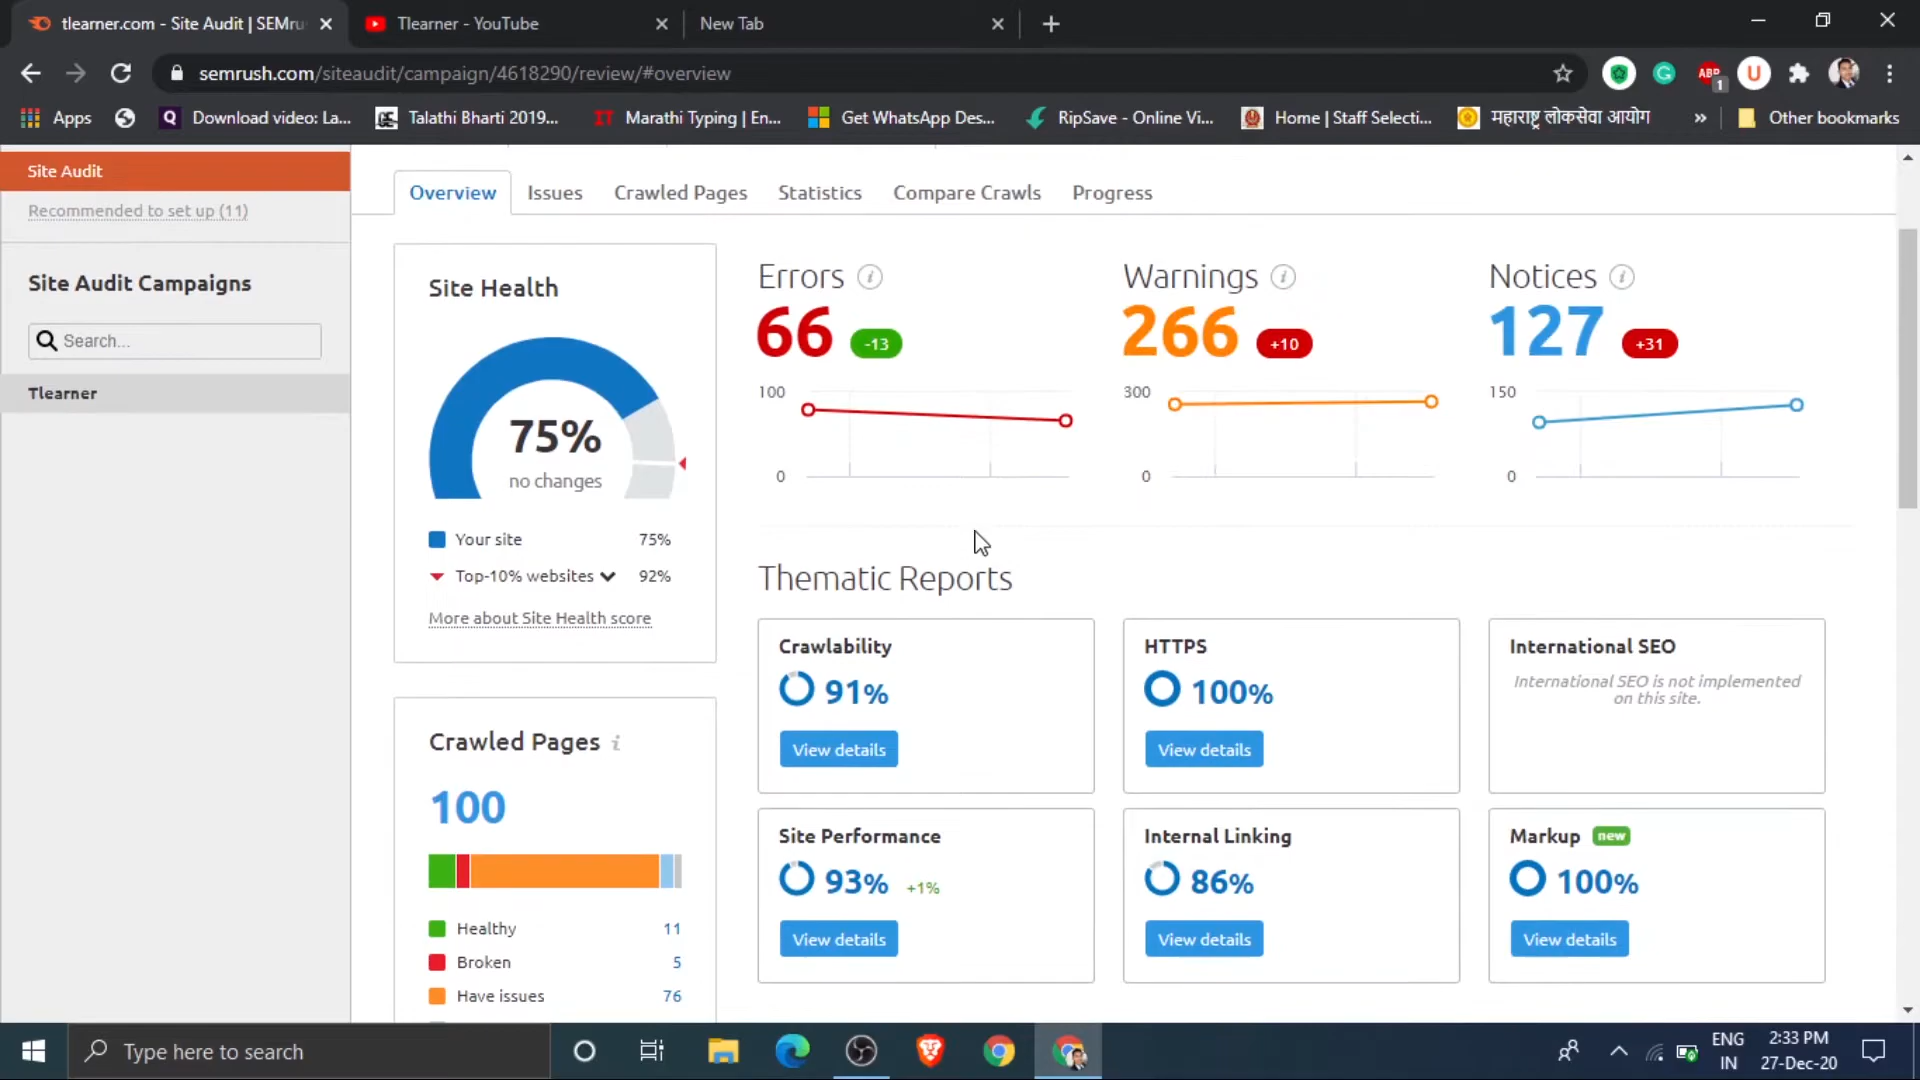 tlearner.com - Site Audit | SEMru
Tlearner - YouTube
New Tab
semrush.com/siteaudit/campaign/4618290/review/#overview
ABP
1
U
Apps
Q
Download video: La...
Talathi Bharti 2019...
IT
Marathi Typing | En...
Get WhatsApp Des...
RipSave - Online Vi...
Home | Staff Selecti...
महाराष्ट्र लोकसेवा आयोग
»
Other bookmarks
Site Audit
Recommended to set up (11)
Site Audit Campaigns
Search...
Tlearner
Overview
Issues
Crawled Pages
Statistics
Compare Crawls
Progress
Site Health
75%
no changes
Your site 75%
Top-10% websites 92%
More about Site Health score
Errors i
66 -13
100
0
Warnings i
266 +10
300
0
Notices i
127 +31
150
0
Thematic Reports
Crawlability
91%
View details
HTTPS
100%
View details
International SEO
International SEO is not implemented
on this site.
Site Performance
93% +1%
View details
Internal Linking
86%
View details
Markup new
100%
View details
Crawled Pages i
100
Healthy 11
Broken 5
Have issues 76
Type here to search
ENG
IN
2:33 PM
27-Dec-20